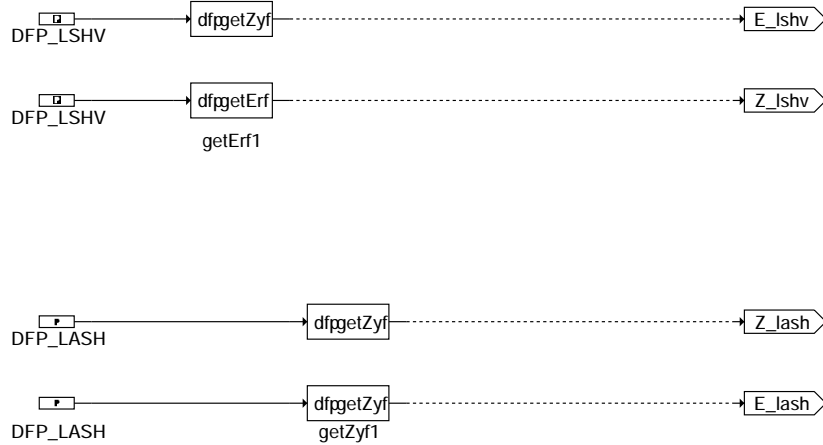 dfpgetZyf
E_lshv
DFP_LSHV
dfpgetErf
Z_lshv
DFP_LSHV
getErf1
dfpgetZyf
Z_lash
DFP_LASH
dfpgetZyf
E_lash
DFP_LASH
getZyf1